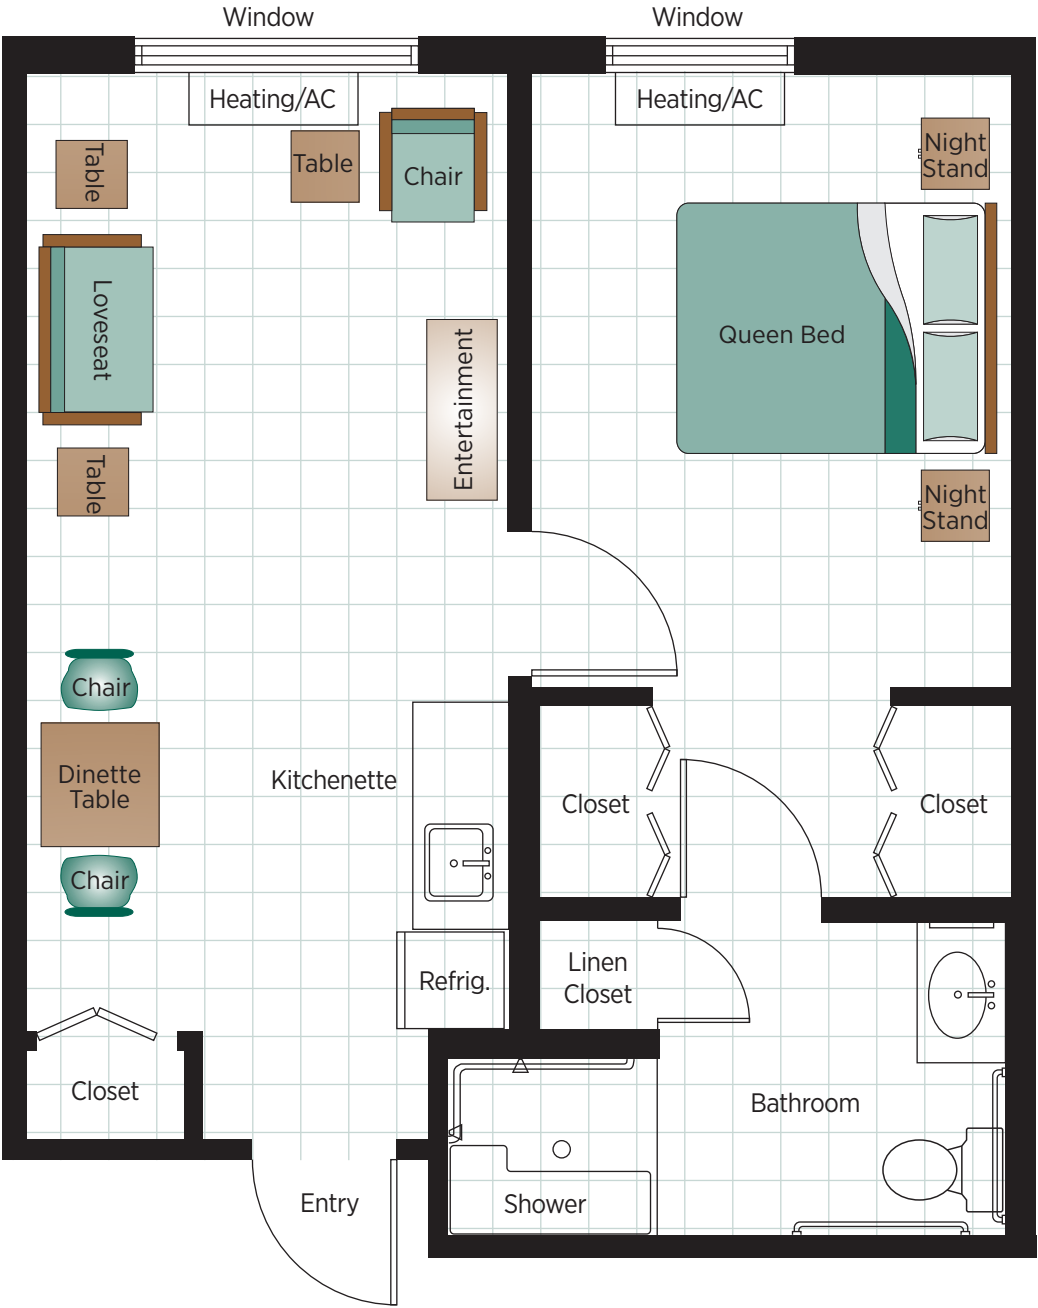 Window
Window
Heating/AC
Heating/AC
Table
Table
Chair
Night
Stand
Loveseat
Queen Bed
Entertainment
Table
Night
Stand
Chair
Dinette
Table
Kitchenette
Closet
Closet
Chair
Linen
Closet
Refrig.
Closet
Bathroom
Entry
Shower